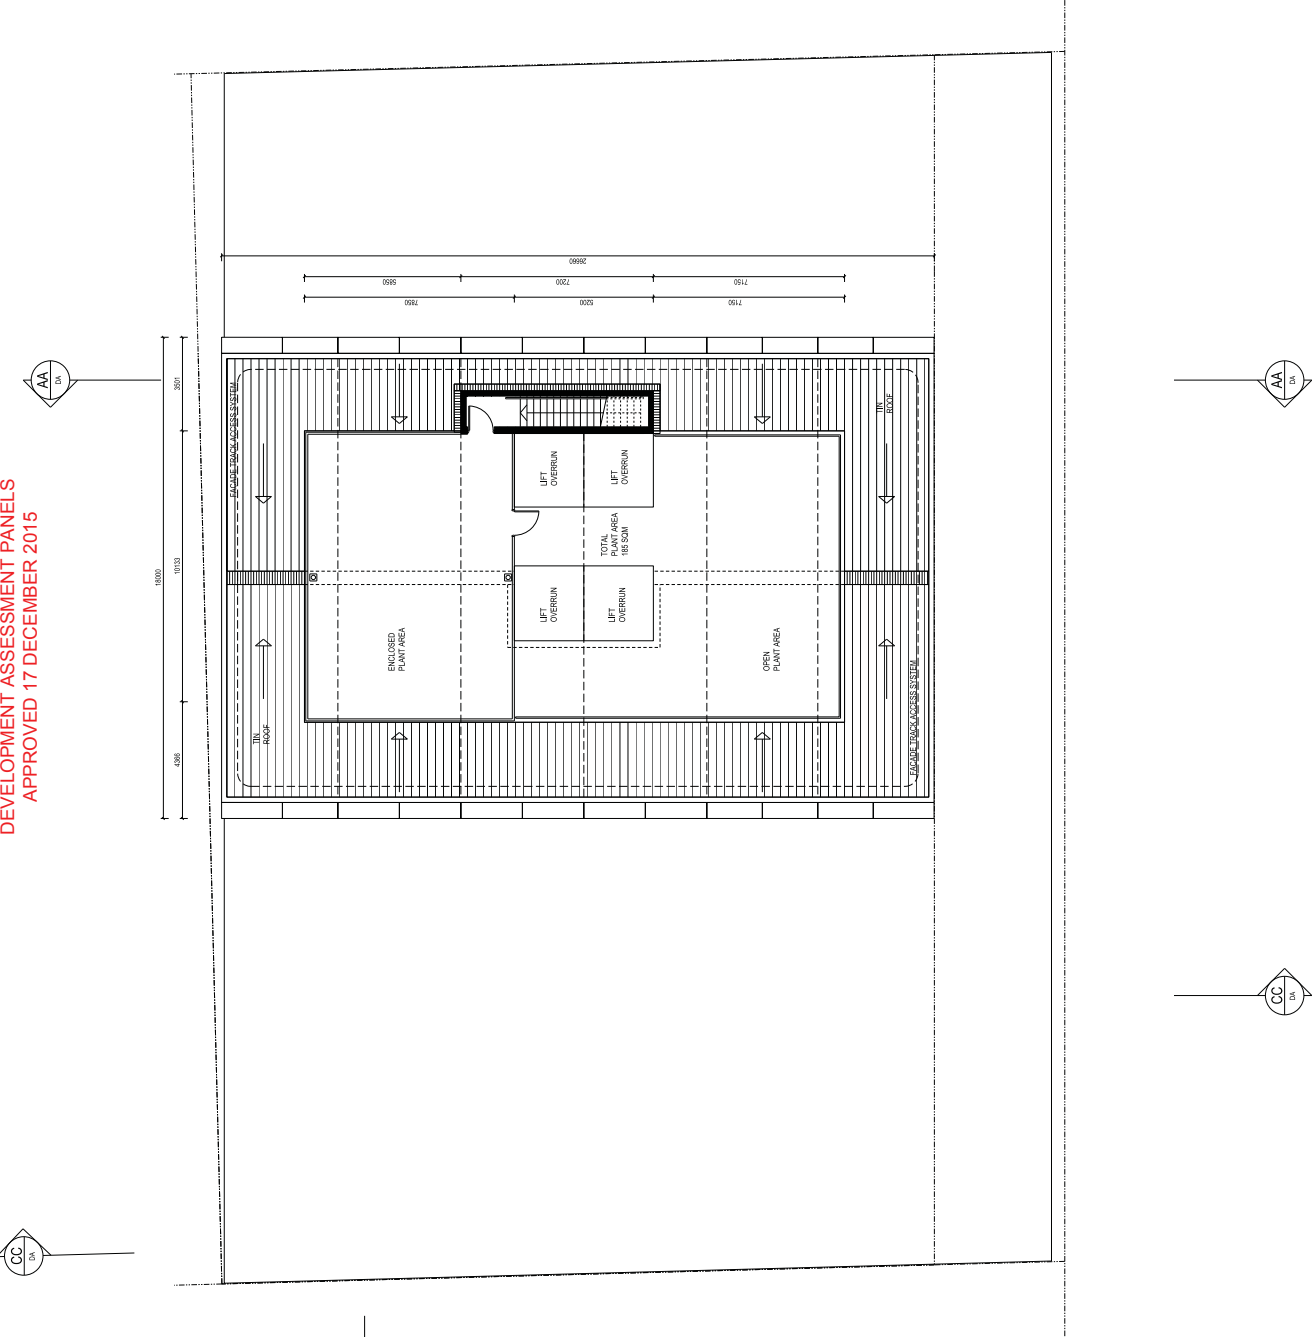 DEVELOPMENT ASSESSMENT PANELS
APPROVED 17 DECEMBER 2015
26660
5850
7200
7150
7850
5200
7150
18000
3501
10133
4366
AA
DA
AA
DA
CC
DA
CC
DA
FACADE TRACK ACCESS SYSTEM
TIN
ROOF
LIFT
OVERRUN
LIFT
OVERRUN
TOTAL
PLANT AREA
185 SQM
LIFT
OVERRUN
LIFT
OVERRUN
ENCLOSED
PLANT AREA
OPEN
PLANT AREA
TIN
ROOF
FACADE TRACK ACCESS SYSTEM